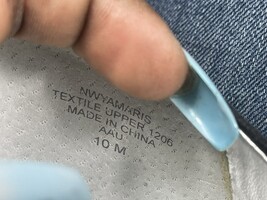 NWYAMARIS
TEXTILE UPPER 1206
MADE IN CHINA
AAU
10 M